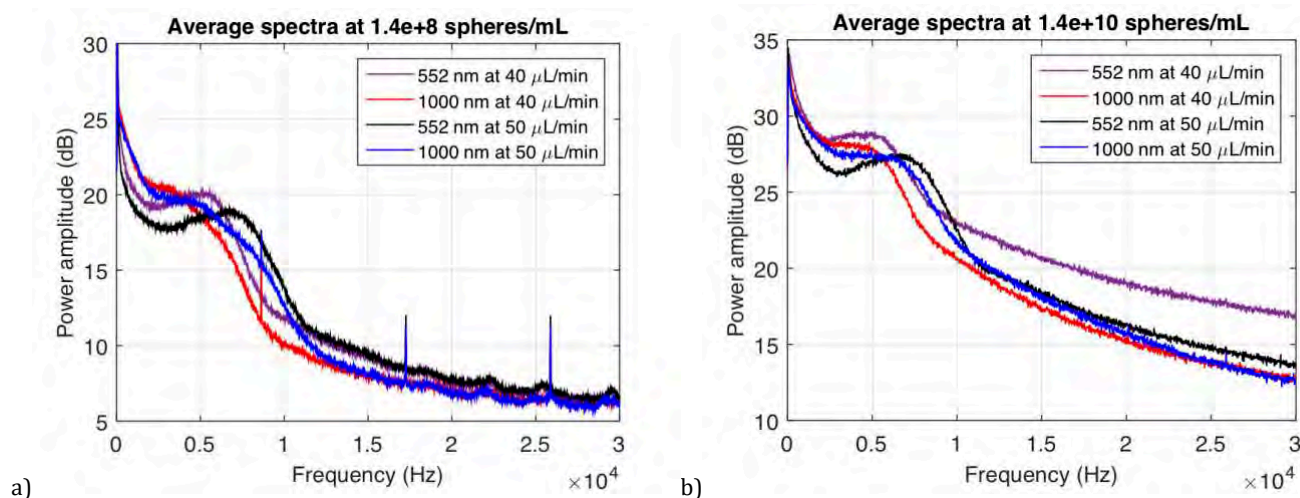 Average spectra at 1.4e+8 spheres/mL
30
25
20
15
10
5
Power amplitude (dB)
552 nm at 40 μL/min
1000 nm at 40 μL/min
552 nm at 50 μL/min
1000 nm at 50 μL/min
0 0.5 1 1.5 2 2.5 3
Frequency (Hz)
×10⁴
a)
Average spectra at 1.4e+10 spheres/mL
35
30
25
20
15
10
Power amplitude (dB)
552 nm at 40 μL/min
1000 nm at 40 μL/min
552 nm at 50 μL/min
1000 nm at 50 μL/min
0 0.5 1 1.5 2 2.5 3
Frequency (Hz)
×10⁴
b)